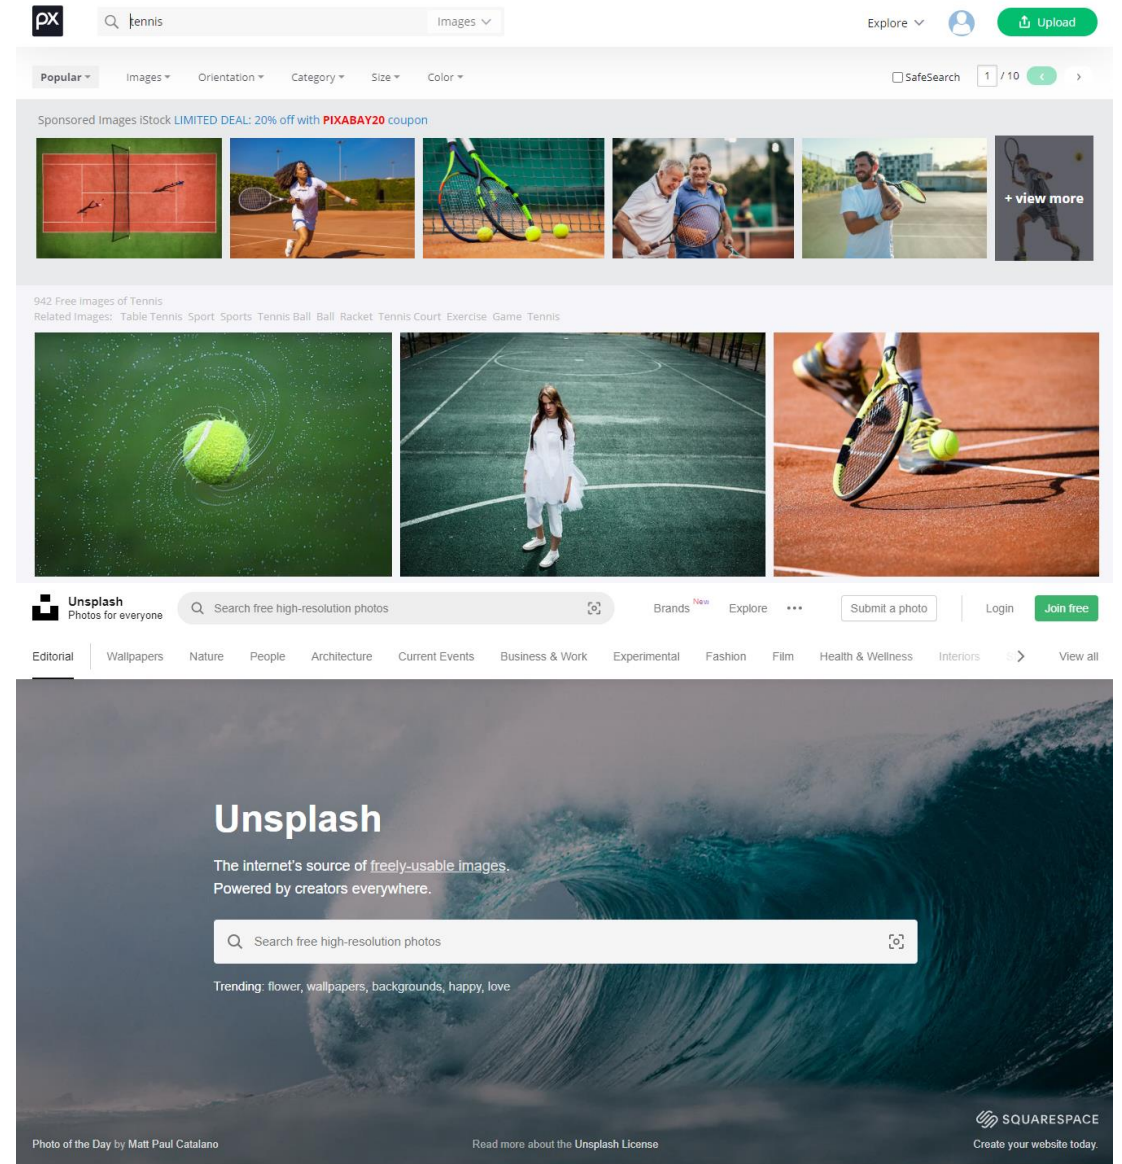 px tennis Images Explore Upload
Popular Images Orientation Category Size Color SafeSearch 1 / 10
Sponsored Images iStock LIMITED DEAL: 20% off with PIXABAY20 coupon
+ view more
942 Free images of Tennis
Related Images: Table Tennis Sport Sports Tennis Ball Ball Racket Tennis Court Exercise Game Tennis
Unsplash
Photos for everyone
Search free high-resolution photos
Brands New Explore ••• Submit a photo Login Join free
Editorial Wallpapers Nature People Architecture Current Events Business & Work Experimental Fashion Film Health & Wellness Interiors View all
Unsplash
The internet's source of freely-usable images.
Powered by creators everywhere.
Search free high-resolution photos
Trending: flower, wallpapers, backgrounds, happy, love
SQUARESPACE
Photo of the Day by Matt Paul Catalano Read more about the Unsplash License Create your website today.